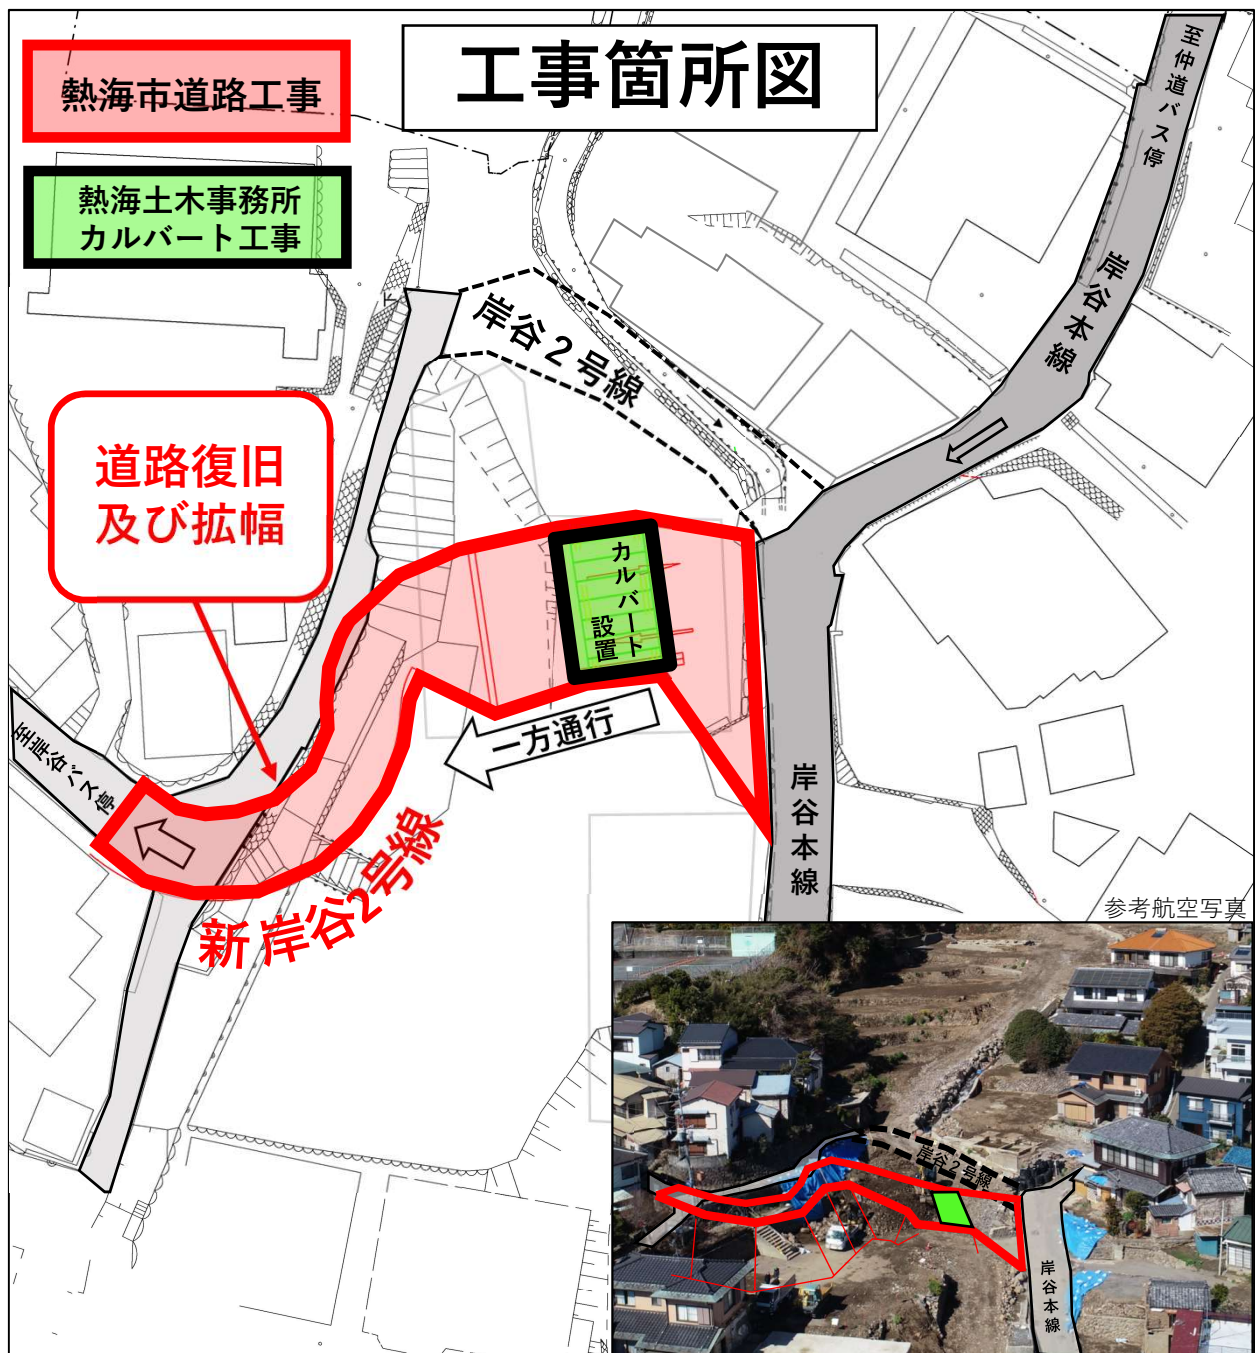 工事箇所図
熱海市道路工事
熱海土木事務所
カルバート工事
至仲道バス停
岸谷本線
岸谷2号線
道路復旧
及び拡幅
カルバート
設置
一方通行
至岸谷バス停
岸谷本線
新岸谷2号線
参考航空写真
岸谷2号線
岸谷本線